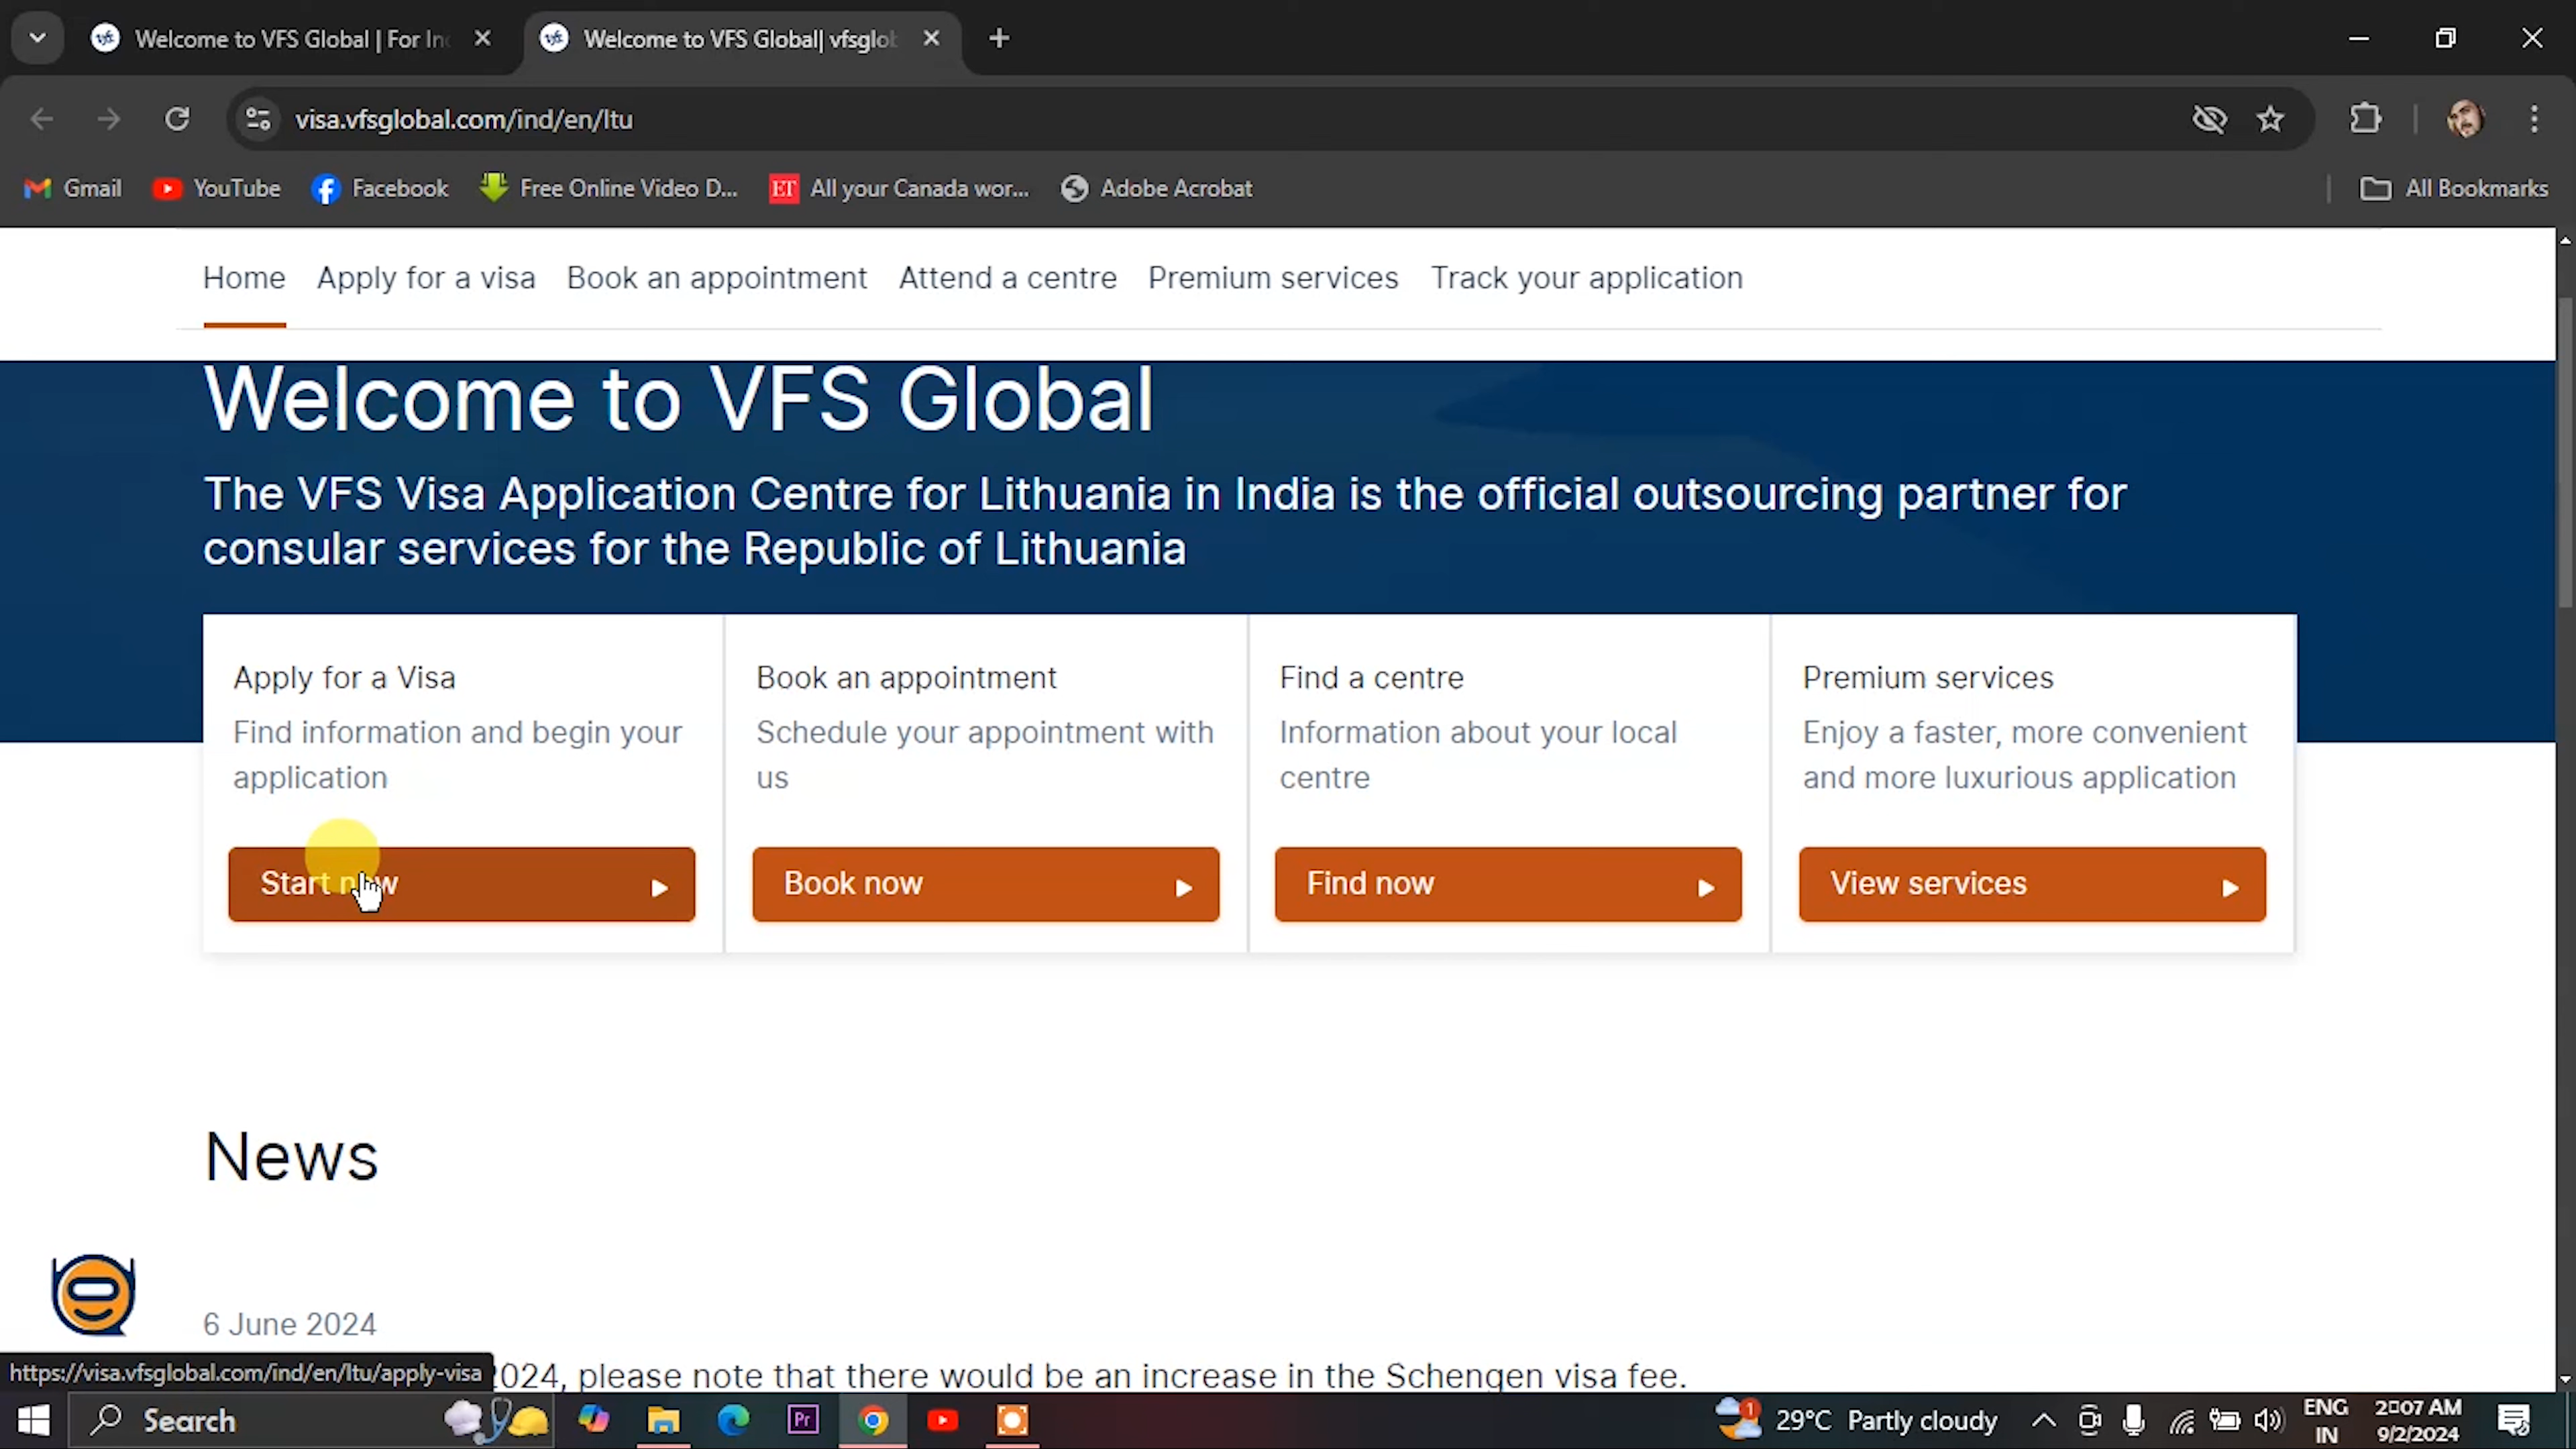 Welcome to VFS Global | For In
Welcome to VFS Global| vfsglob
visa.vfsglobal.com/ind/en/ltu
Gmail YouTube Facebook Free Online Video D... ET All your Canada wor... Adobe Acrobat All Bookmarks
Home Apply for a visa Book an appointment Attend a centre Premium services Track your application
Welcome to VFS Global
The VFS Visa Application Centre for Lithuania in India is the official outsourcing partner for
consular services for the Republic of Lithuania
Apply for a Visa
Find information and begin your
application
Start now
Book an appointment
Schedule your appointment with
us
Book now
Find a centre
Information about your local
centre
Find now
Premium services
Enjoy a faster, more convenient
and more luxurious application
View services
News
6 June 2024
https://visa.vfsglobal.com/ind/en/ltu/apply-visa
2024, please note that there would be an increase in the Schengen visa fee.
Search
Pr
1
29°C Partly cloudy
ENG
IN
2:07 AM
9/2/2024